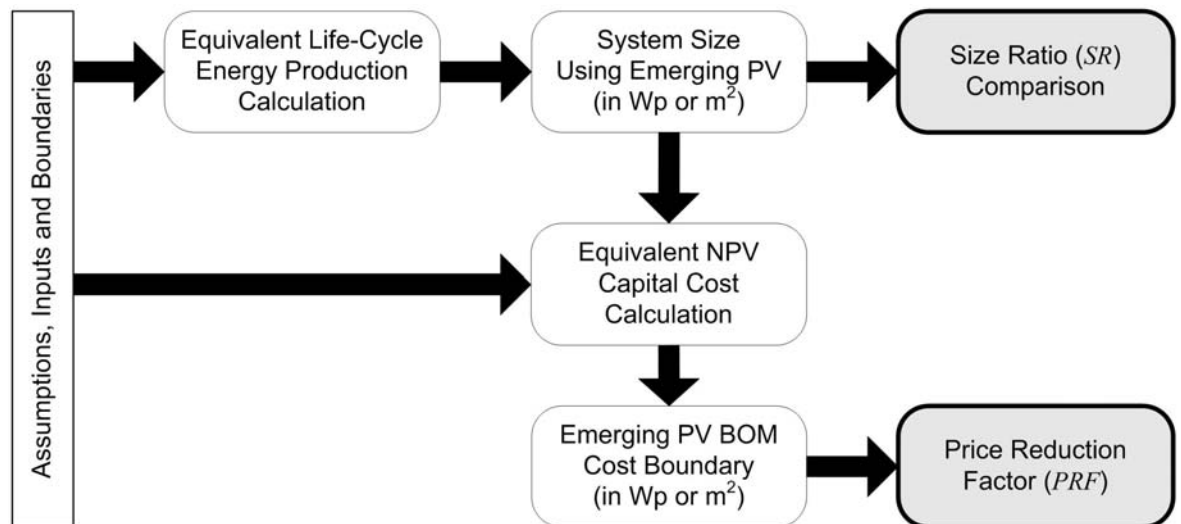 Assumptions, Inputs and Boundaries
Equivalent Life-Cycle
Energy Production
Calculation
System Size
Using Emerging PV
(in Wp or m²)
Size Ratio (SR)
Comparison
Equivalent NPV
Capital Cost
Calculation
Emerging PV BOM
Cost Boundary
(in Wp or m²)
Price Reduction
Factor (PRF)